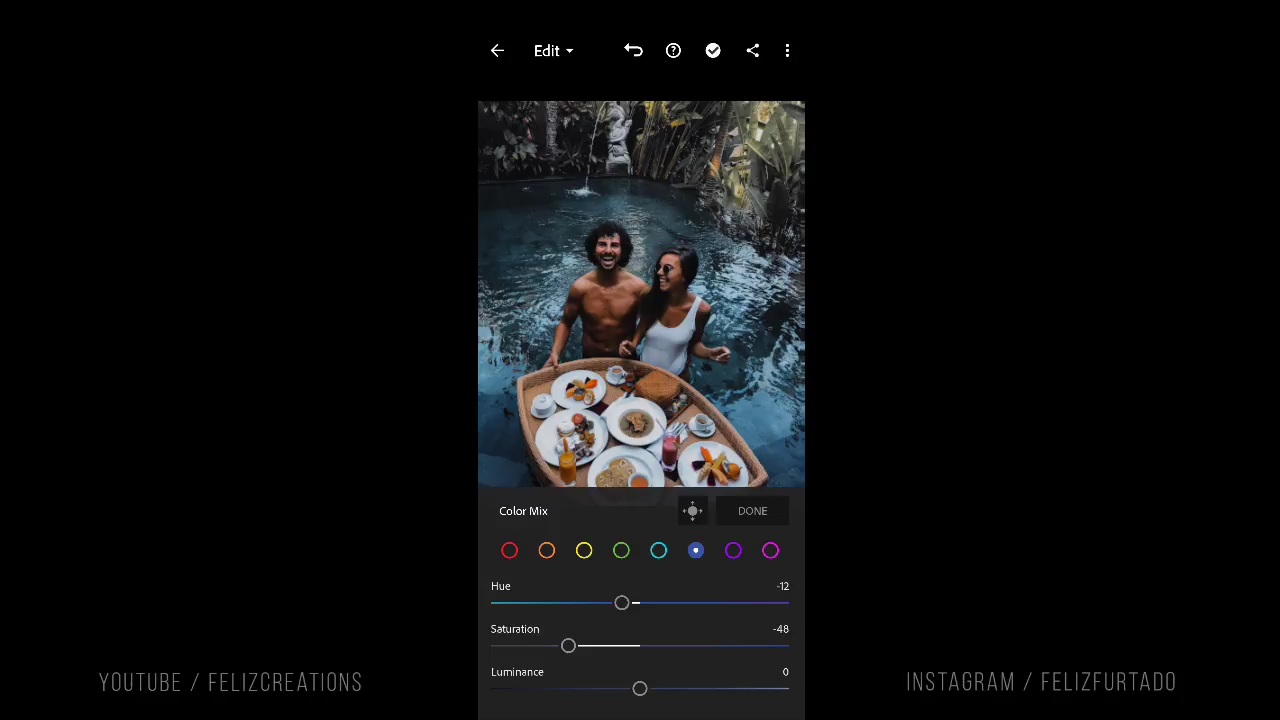 Edit
Color Mix
DONE
Hue
-12
Saturation
-48
Luminance
0
YOUTUBE / FELIZCREATIONS
INSTAGRAM / FELIZFURTADO